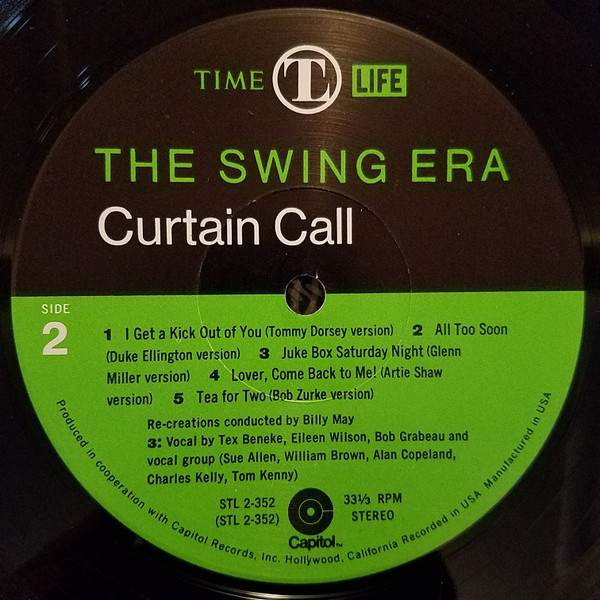 TIME TL LIFE
THE SWING ERA
Curtain Call
SIDE
2
1 I Get a Kick Out of You (Tommy Dorsey version) 2 All Too Soon
(Duke Ellington version) 3 Juke Box Saturday Night (Glenn
Miller version) 4 Lover, Come Back to Me! (Artie Shaw
version) 5 Tea for Two (Bob Zurke version)
Re-creations conducted by Billy May
3: Vocal by Tex Beneke, Eileen Wilson, Bob Grabeau and
vocal group (Sue Allen, William Brown, Alan Copeland,
Charles Kelly, Tom Kenny)
STL 2-352
(STL 2-352)
33⅓ RPM
STEREO
Capitol™
Produced in cooperation with Capitol Records, Inc. Hollywood, California Recorded in USA Manufactured in USA